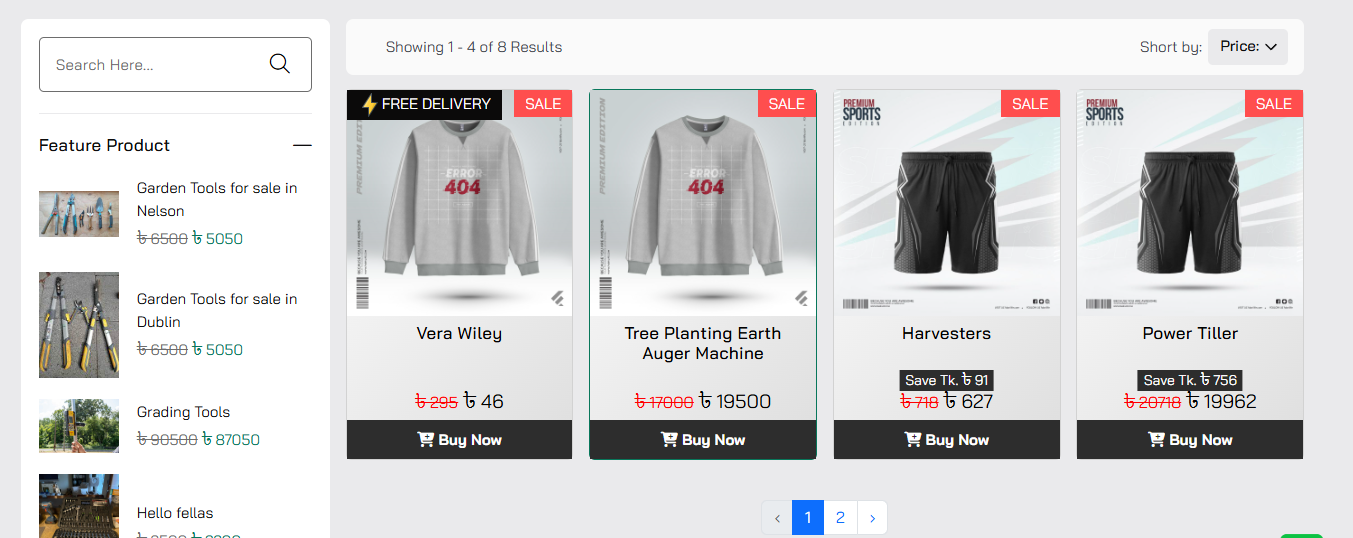 Search Here...
Feature Product
Garden Tools for sale in
Nelson
৳ 6500 ৳ 5050
Garden Tools for sale in
Dublin
৳ 6500 ৳ 5050
Grading Tools
৳ 90500 ৳ 87050
Hello fellas
Showing 1 - 4 of 8 Results
Short by:
Price:
⚡ FREE DELIVERY
SALE
PREMIUM EDITION
ERROR
404
Vera Wiley
৳ 295 ৳ 46
Buy Now
SALE
PREMIUM EDITION
ERROR
404
Tree Planting Earth
Auger Machine
৳ 17000 ৳ 19500
Buy Now
SALE
PREMIUM
SPORTS
EDITION
Harvesters
Save Tk. ৳ 91
৳ 718 ৳ 627
Buy Now
SALE
PREMIUM
SPORTS
EDITION
Power Tiller
Save Tk. ৳ 756
৳ 20718 ৳ 19962
Buy Now
‹ 1 2 ›